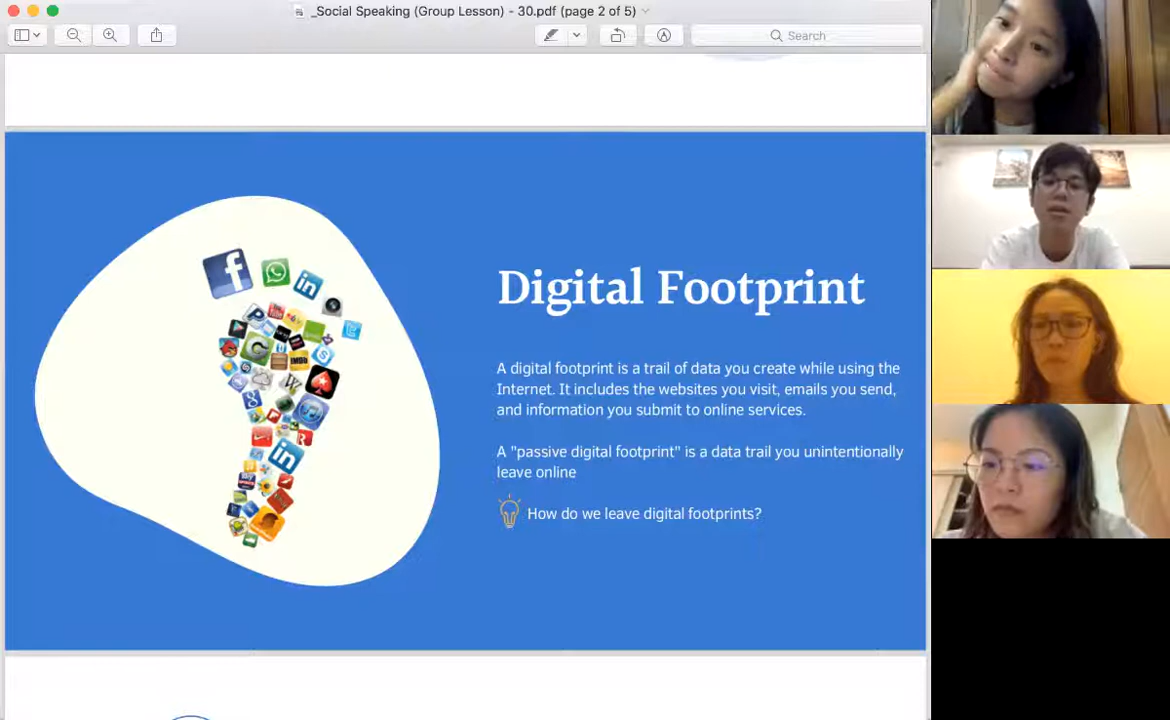 _Social Speaking (Group Lesson) - 30.pdf (page 2 of 5)
Search
Digital Footprint
A digital footprint is a trail of data you create while using the
Internet. It includes the websites you visit, emails you send,
and information you submit to online services.
A "passive digital footprint" is a data trail you unintentionally
leave online
How do we leave digital footprints?
f
in
IMDb
W
g
in